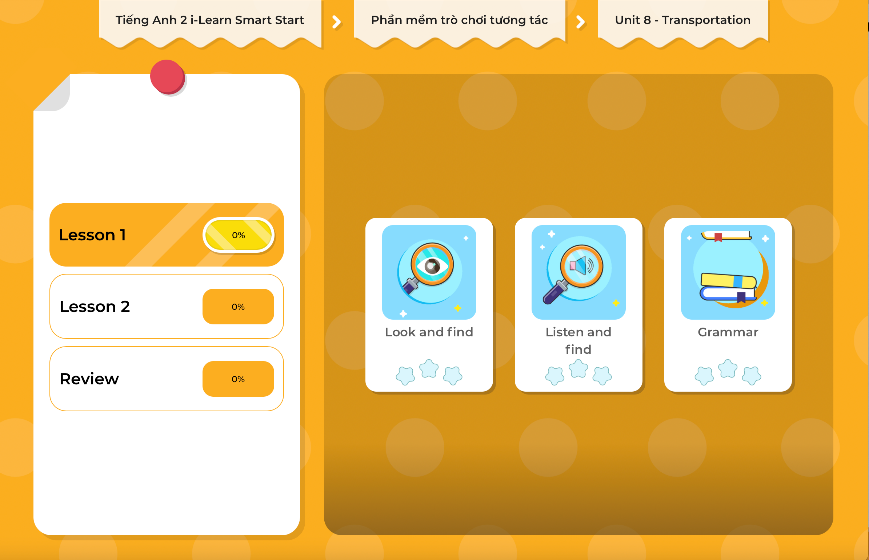 Tiếng Anh 2 i-Learn Smart Start
Phần mềm trò chơi tương tác
Unit 8 - Transportation
Lesson 1
0%
Lesson 2
0%
Review
0%
Look and find
Listen and
find
Grammar